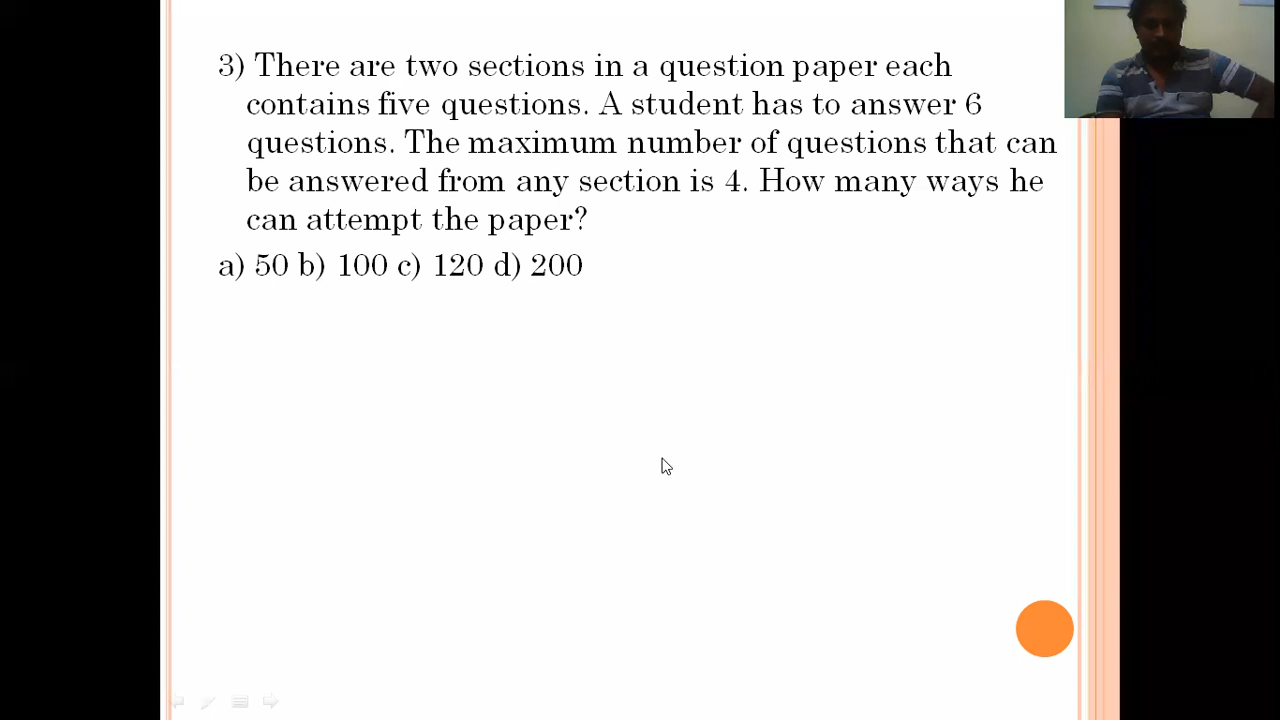 3) There are two sections in a question paper each
contains five questions. A student has to answer 6
questions. The maximum number of questions that can
be answered from any section is 4. How many ways he
can attempt the paper?
a) 50 b) 100 c) 120 d) 200